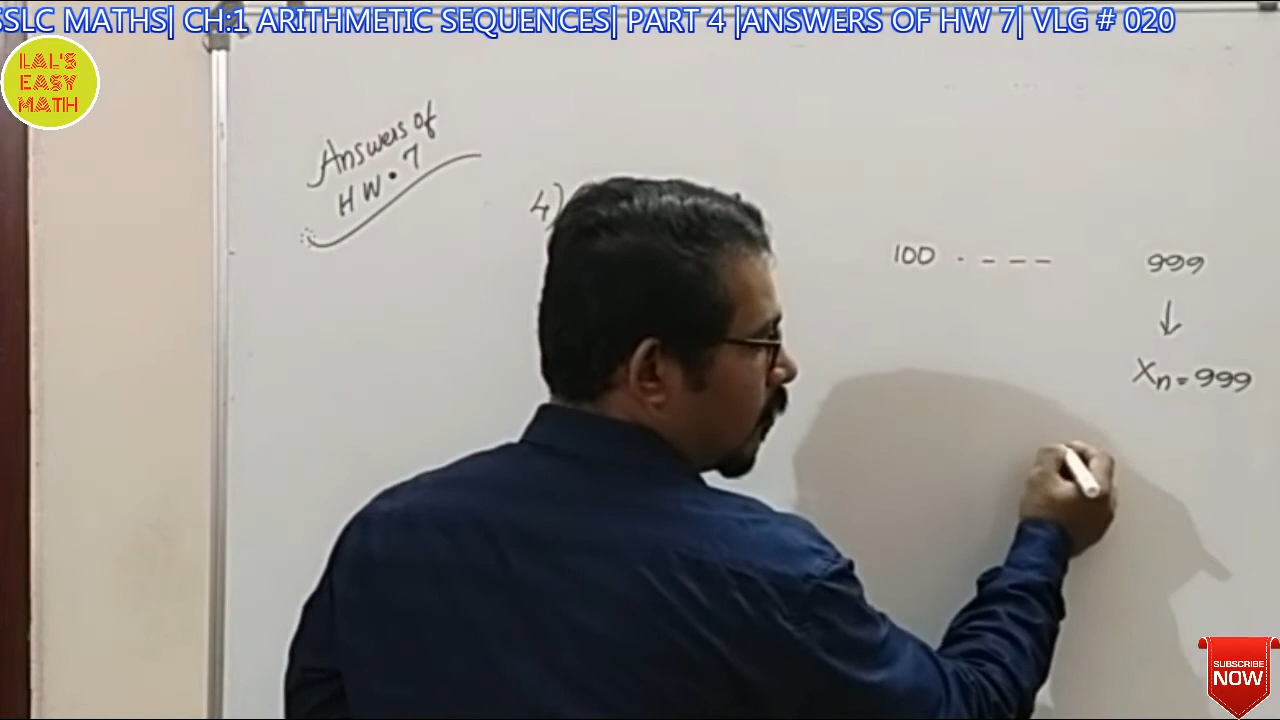 SSLC MATHS| CH:1 ARITHMETIC SEQUENCES| PART 4 |ANSWERS OF HW 7| VLG # 020
LAL'S
EASY
MATH
Answers of
HW • 7
4)
100 . – – – 999
↓
Xn = 999
SUBSCRIBE
NOW